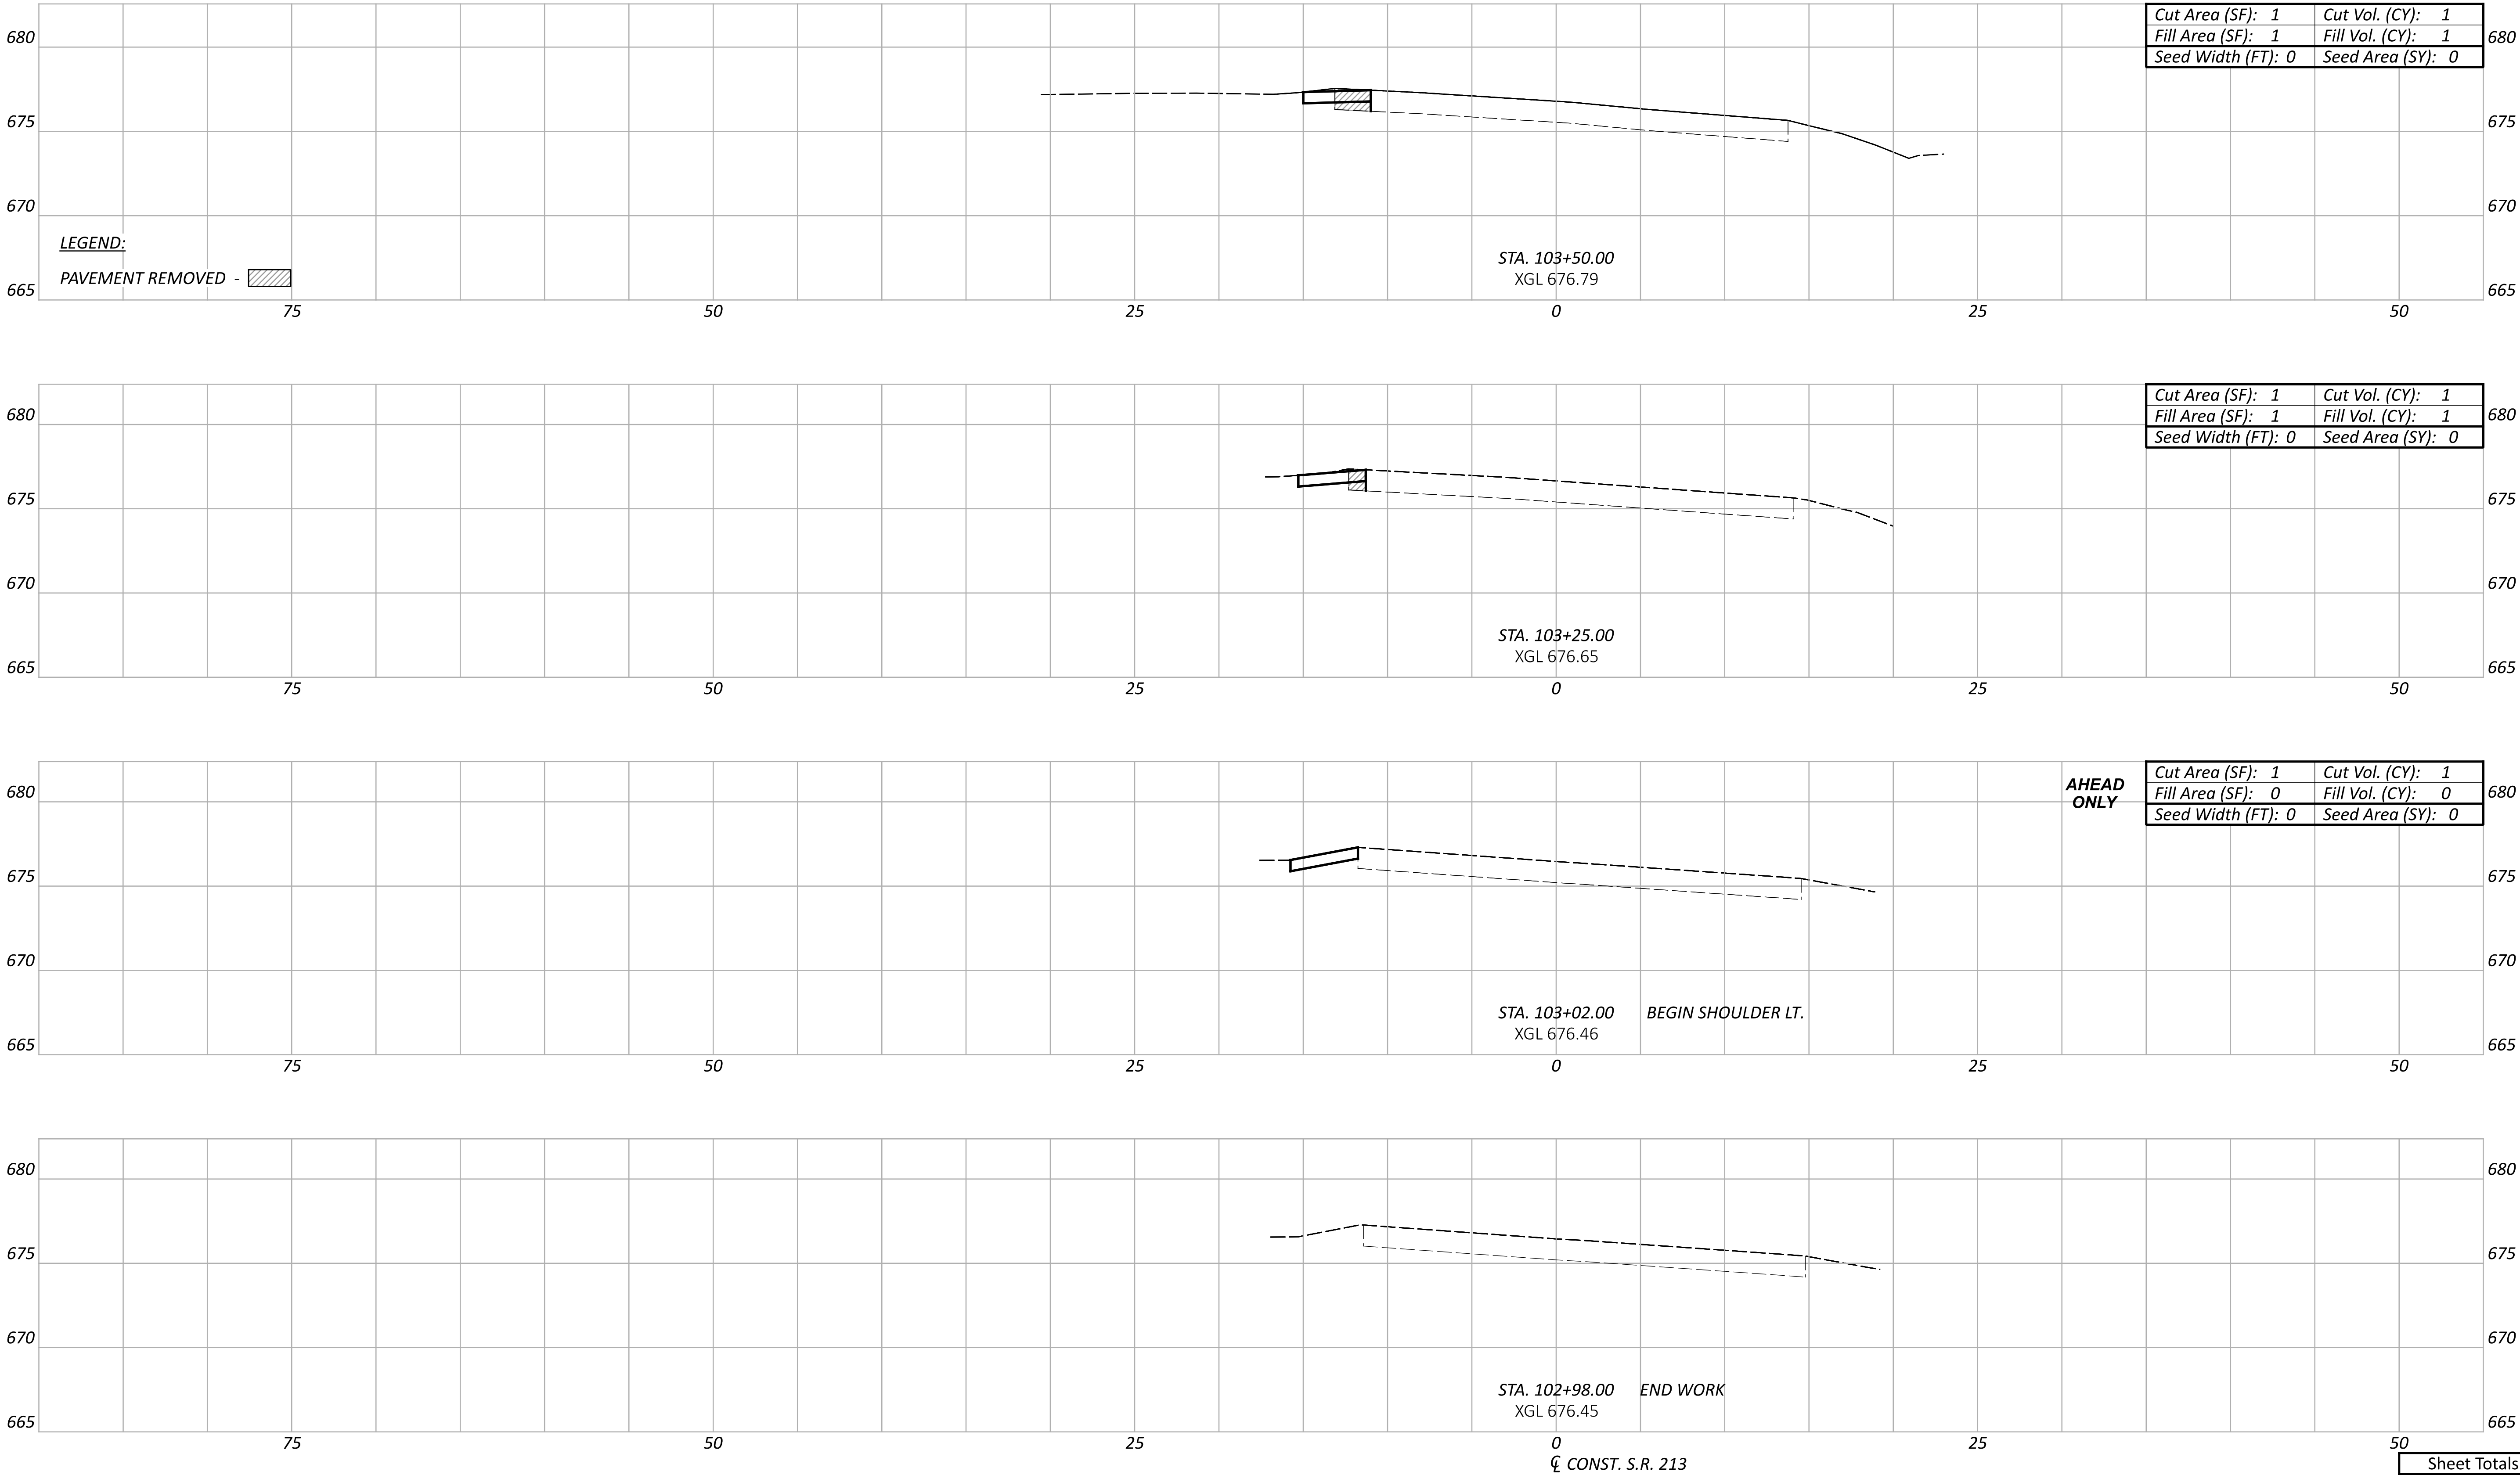 Cut Area (SF): 1 Cut Vol. (CY): 1
680 Fill Area (SF): 1 Fill Vol. (CY): 1 680
Seed Width (FT): 0 Seed Area (SY): 0
675 675
670 670
LEGEND:
STA. 103+50.00
PAVEMENT REMOVED -
XGL 676.79
665 665
75 50 25 0 25 50
Cut Area (SF): 1 Cut Vol. (CY): 1
680 Fill Area (SF): 1 Fill Vol. (CY): 1 680
Seed Width (FT): 0 Seed Area (SY): 0
675 675
670 670
STA. 103+25.00
XGL 676.65
665 665
75 50 25 0 25 50
Cut Area (SF): 1 Cut Vol. (CY): 1
AHEAD
680 Fill Area (SF): 0 Fill Vol. (CY): 0 680
ONLY
Seed Width (FT): 0 Seed Area (SY): 0
675 675
670 670
STA. 103+02.00 BEGIN SHOULDER LT.
XGL 676.46
665 665
75 50 25 0 25 50
680 680
675 675
670 670
STA. 102+98.00 END WORK
XGL 676.45
665 665
75 50 25 0 25 50
℄ CONST. S.R. 213
Sheet Totals